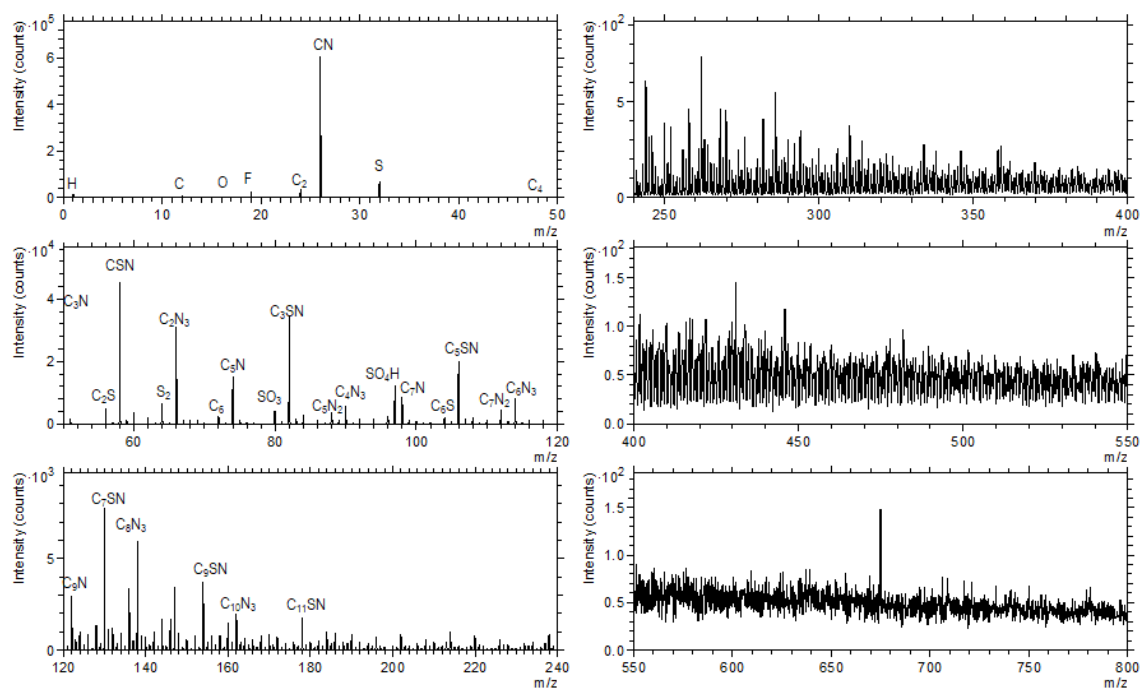 ·10⁵
Intensity (counts)
6
4
2
0
CN
H
C
O
F
C₂
S
C₄
0 10 20 30 40 50
m/z
·10²
Intensity (counts)
5
0
250 300 350 400
m/z
·10⁴
Intensity (counts)
4
2
0
CSN
C₃N
C₂N₃
C₃SN
C₅N
C₅SN
C₂S
S₂
C₆
SO₃
C₅N₂
C₄N₃
SO₄H
C₇N
C₆S
C₇N₂
C₆N₃
60 80 100 120
m/z
·10²
Intensity (counts)
1.5
1.0
0.5
0.0
400 450 500 550
m/z
·10³
Intensity (counts)
5
0
C₇SN
C₈N₃
C₉N
C₉SN
C₁₀N₃
C₁₁SN
120 140 160 180 200 220 240
m/z
·10²
Intensity (counts)
1.5
1.0
0.5
0.0
550 600 650 700 750 800
m/z